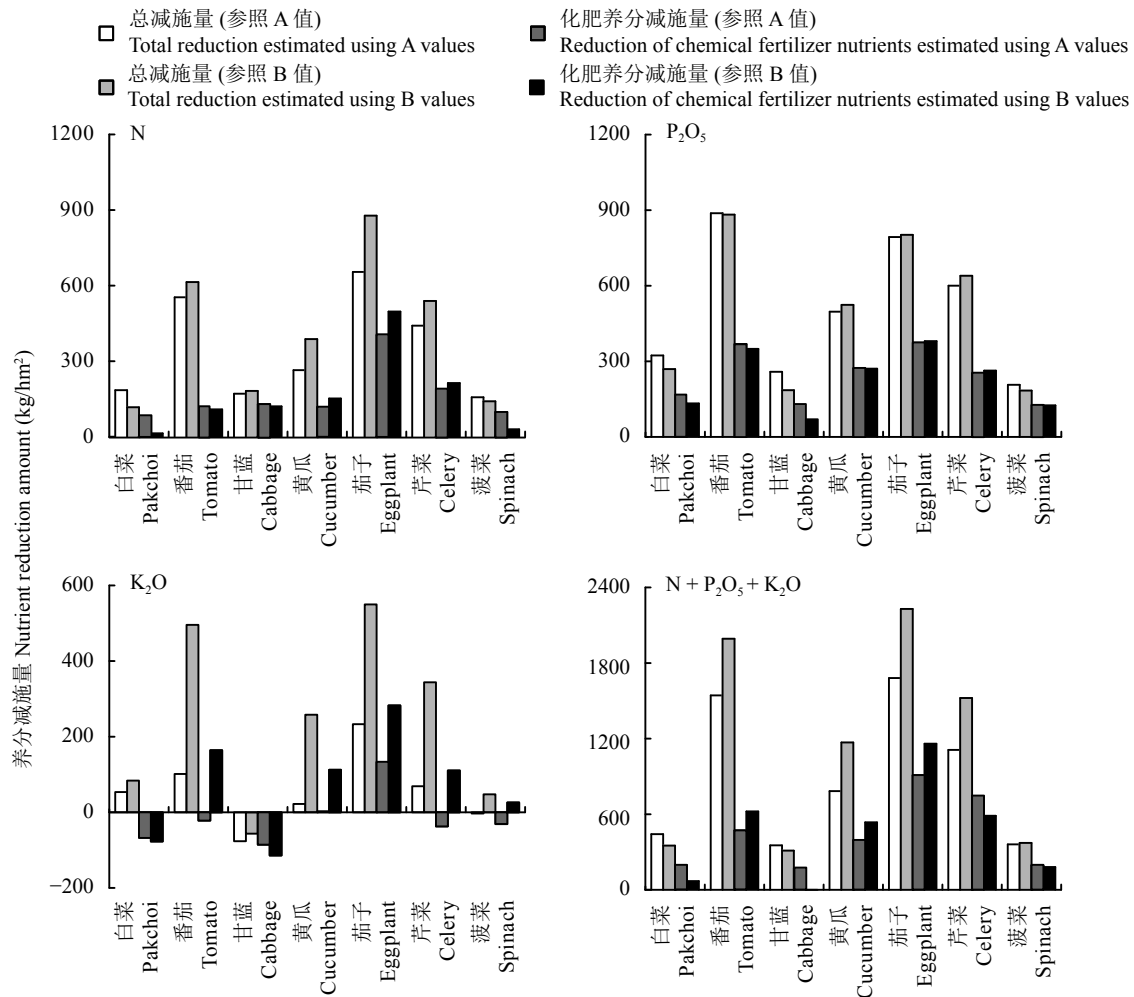 总减施量 (参照 A 值)
Total reduction estimated using A values
总减施量 (参照 B 值)
Total reduction estimated using B values
化肥养分减施量 (参照 A 值)
Reduction of chemical fertilizer nutrients estimated using A values
化肥养分减施量 (参照 B 值)
Reduction of chemical fertilizer nutrients estimated using B values
养分减施量 Nutrient reduction amount (kg/hm²)
N
1200
900
600
300
0
白菜 Pakchoi
番茄 Tomato
甘蓝 Cabbage
黄瓜 Cucumber
茄子 Eggplant
芹菜 Celery
菠菜 Spinach
P₂O₅
1200
900
600
300
0
白菜 Pakchoi
番茄 Tomato
甘蓝 Cabbage
黄瓜 Cucumber
茄子 Eggplant
芹菜 Celery
菠菜 Spinach
K₂O
600
400
200
0
−200
白菜 Pakchoi
番茄 Tomato
甘蓝 Cabbage
黄瓜 Cucumber
茄子 Eggplant
芹菜 Celery
菠菜 Spinach
N + P₂O₅ + K₂O
2400
1800
1200
600
0
白菜 Pakchoi
番茄 Tomato
甘蓝 Cabbage
黄瓜 Cucumber
茄子 Eggplant
芹菜 Celery
菠菜 Spinach